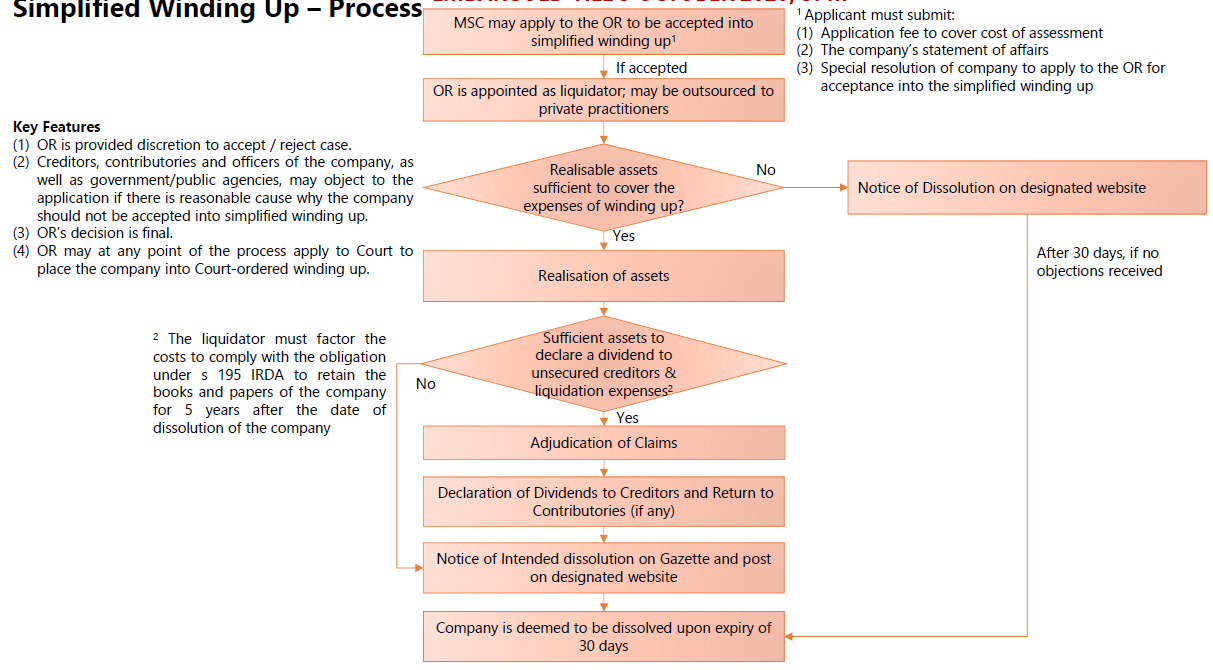 Simplified Winding Up – Process
MSC may apply to the OR to be accepted into
simplified winding up¹
¹ Applicant must submit:
(1) Application fee to cover cost of assessment
(2) The company's statement of affairs
(3) Special resolution of company to apply to the OR for
acceptance into the simplified winding up
If accepted
OR is appointed as liquidator; may be outsourced to
private practitioners
Key Features
(1) OR is provided discretion to accept / reject case.
(2) Creditors, contributories and officers of the company, as
well as government/public agencies, may object to the
application if there is reasonable cause why the company
should not be accepted into simplified winding up.
(3) OR's decision is final.
(4) OR may at any point of the process apply to Court to
place the company into Court-ordered winding up.
Realisable assets
sufficient to cover the
expenses of winding up?
No
Notice of Dissolution on designated website
Yes
After 30 days, if no
objections received
Realisation of assets
² The liquidator must factor the
costs to comply with the obligation
under s 195 IRDA to retain the
books and papers of the company
for 5 years after the date of
dissolution of the company
Sufficient assets to
declare a dividend to
unsecured creditors &
liquidation expenses²
No
Yes
Adjudication of Claims
Declaration of Dividends to Creditors and Return to
Contributories (if any)
Notice of Intended dissolution on Gazette and post
on designated website
Company is deemed to be dissolved upon expiry of
30 days